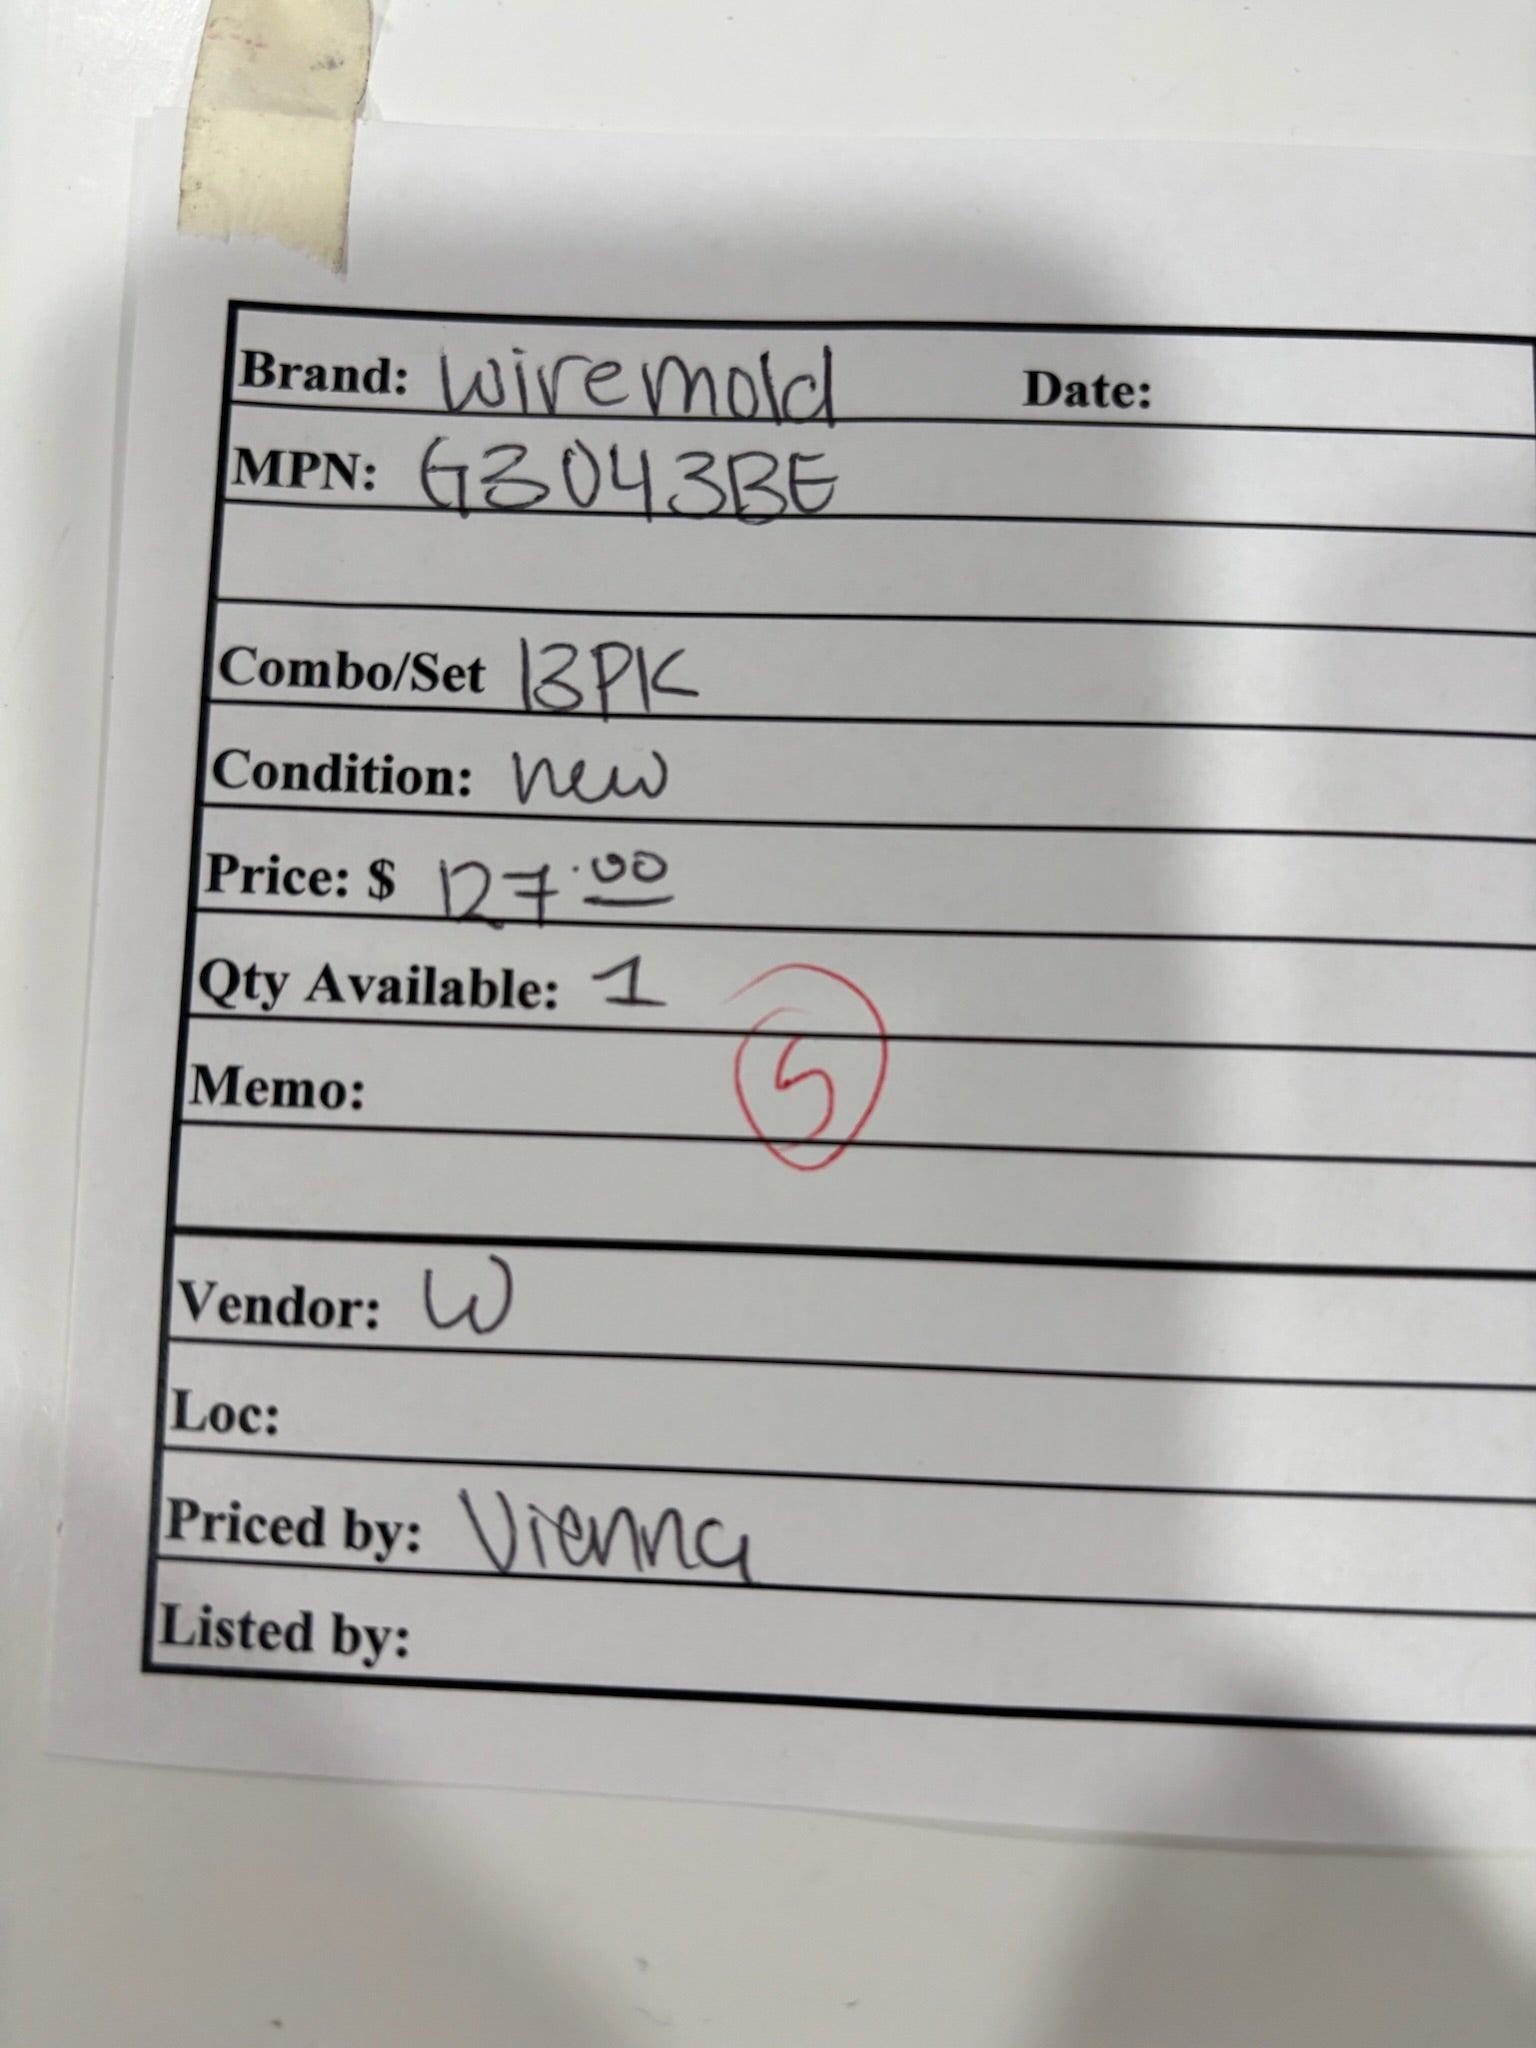 Brand: Wiremold Date:
MPN: G3043BE
Combo/Set 13PK
Condition: new
Price: $ 127.00
Qty Available: 1
5
Memo:
Vendor: W
Loc:
Priced by: Vienna
Listed by: